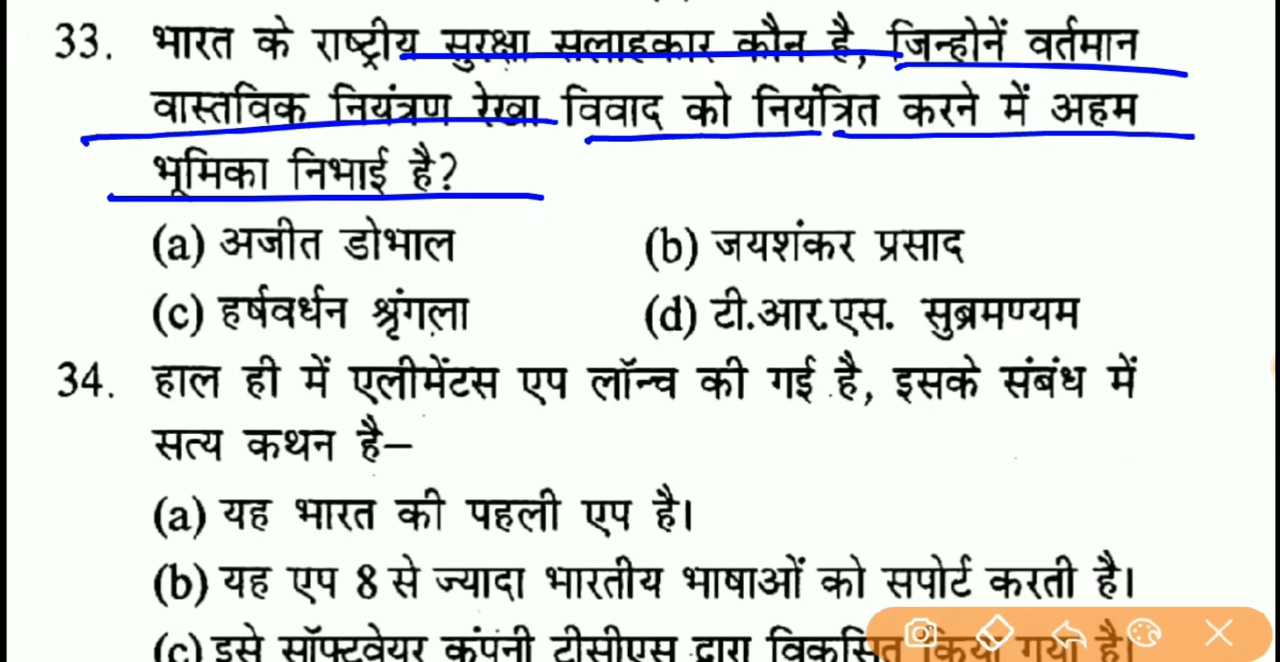 33. भारत के राष्ट्रीय सुरक्षा सलाहकार कौन है, जिन्होनें वर्तमान
वास्तविक नियंत्रण रेखा विवाद को नियंत्रित करने में अहम
भूमिका निभाई है?
(a) अजीत डोभाल (b) जयशंकर प्रसाद
(c) हर्षवर्धन श्रृंगला (d) टी.आर.एस. सुब्रमण्यम
34. हाल ही में एलीमेंटस एप लॉन्च की गई है, इसके संबंध में
सत्य कथन है–
(a) यह भारत की पहली एप है।
(b) यह एप 8 से ज्यादा भारतीय भाषाओं को सपोर्ट करती है।
(c) इसे सॉफ्टवेयर कंपनी टीसीएस द्वारा विकसित किया गया है।